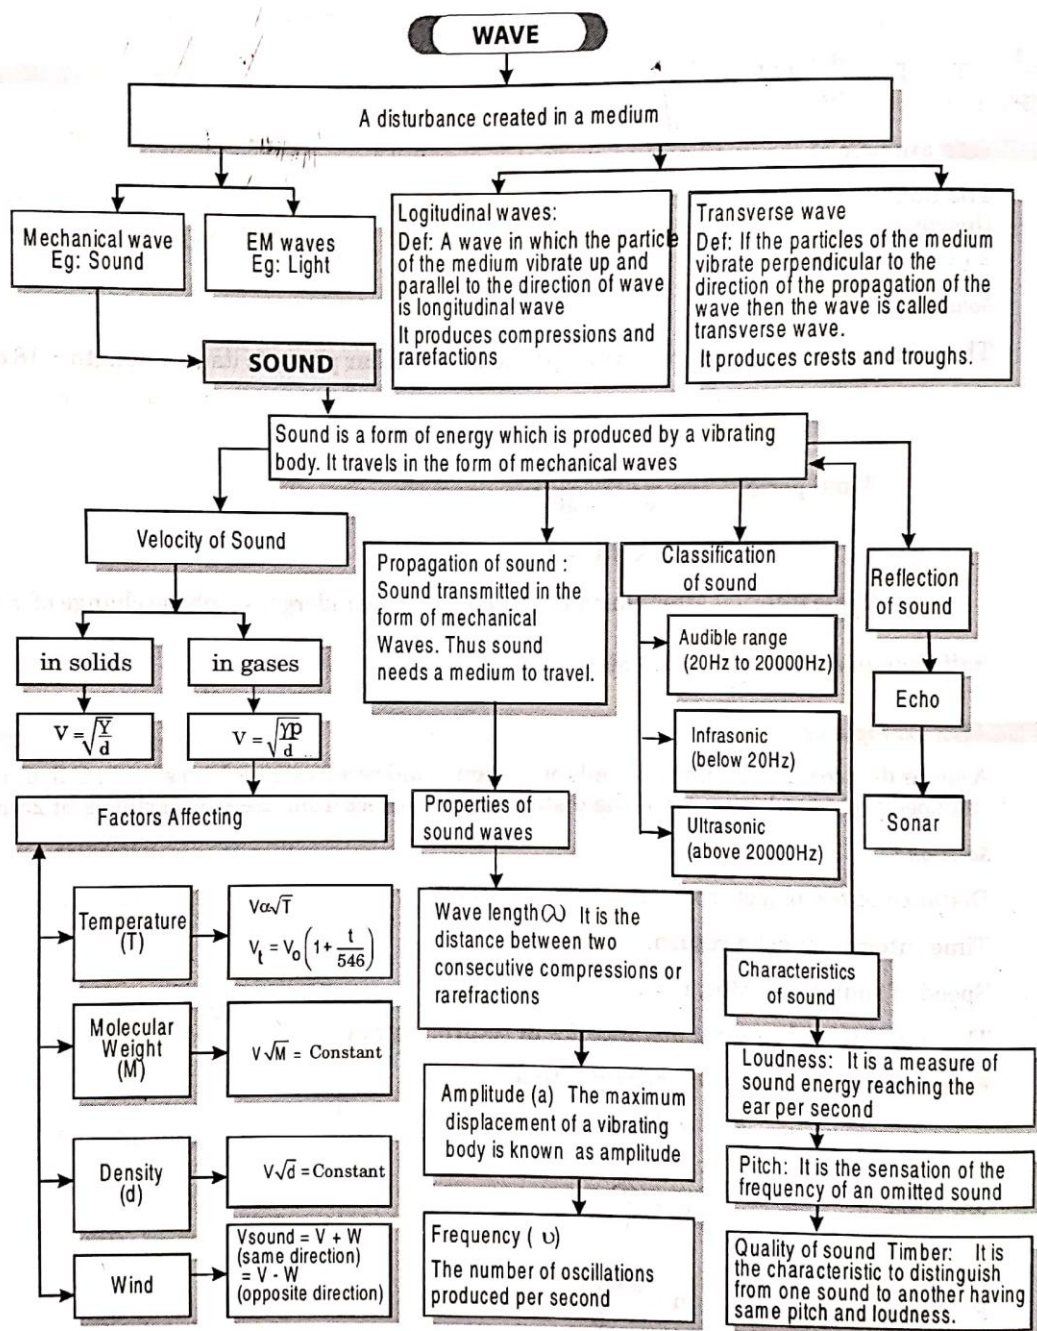 WAVE
A disturbance created in a medium
Mechanical wave
Eg: Sound
EM waves
Eg: Light
Logitudinal waves:
Def: A wave in which the particle
of the medium vibrate up and
parallel to the direction of wave
is longitudinal wave
It produces compressions and
rarefactions
Transverse wave
Def: If the particles of the medium
vibrate perpendicular to the
direction of the propagation of the
wave then the wave is called
transverse wave.
It produces crests and troughs.
SOUND
Sound is a form of energy which is produced by a vibrating
body. It travels in the form of mechanical waves
Velocity of Sound
in solids
in gases
V = √(Y/d)
V = √(γp/d)
Factors Affecting
Temperature
(T)
V α √T
Vt = Vo (1 + t/546)
Molecular
Weight
(M)
V√M = Constant
Density
(d)
V√d = Constant
Wind
Vsound = V + W
(same direction)
= V - W
(opposite direction)
Propagation of sound :
Sound transmitted in the
form of mechanical
Waves. Thus sound
needs a medium to travel.
Properties of
sound waves
Wave length (λ) It is the
distance between two
consecutive compressions or
rarefractions
Amplitude (a) The maximum
displacement of a vibrating
body is known as amplitude
Frequency ( υ)
The number of oscillations
produced per second
Classification
of sound
Audible range
(20Hz to 20000Hz)
Infrasonic
(below 20Hz)
Ultrasonic
(above 20000Hz)
Reflection
of sound
Echo
Sonar
Characteristics
of sound
Loudness: It is a measure of
sound energy reaching the
ear per second
Pitch: It is the sensation of the
frequency of an omitted sound
Quality of sound Timber: It is
the characteristic to distinguish
from one sound to another having
same pitch and loudness.